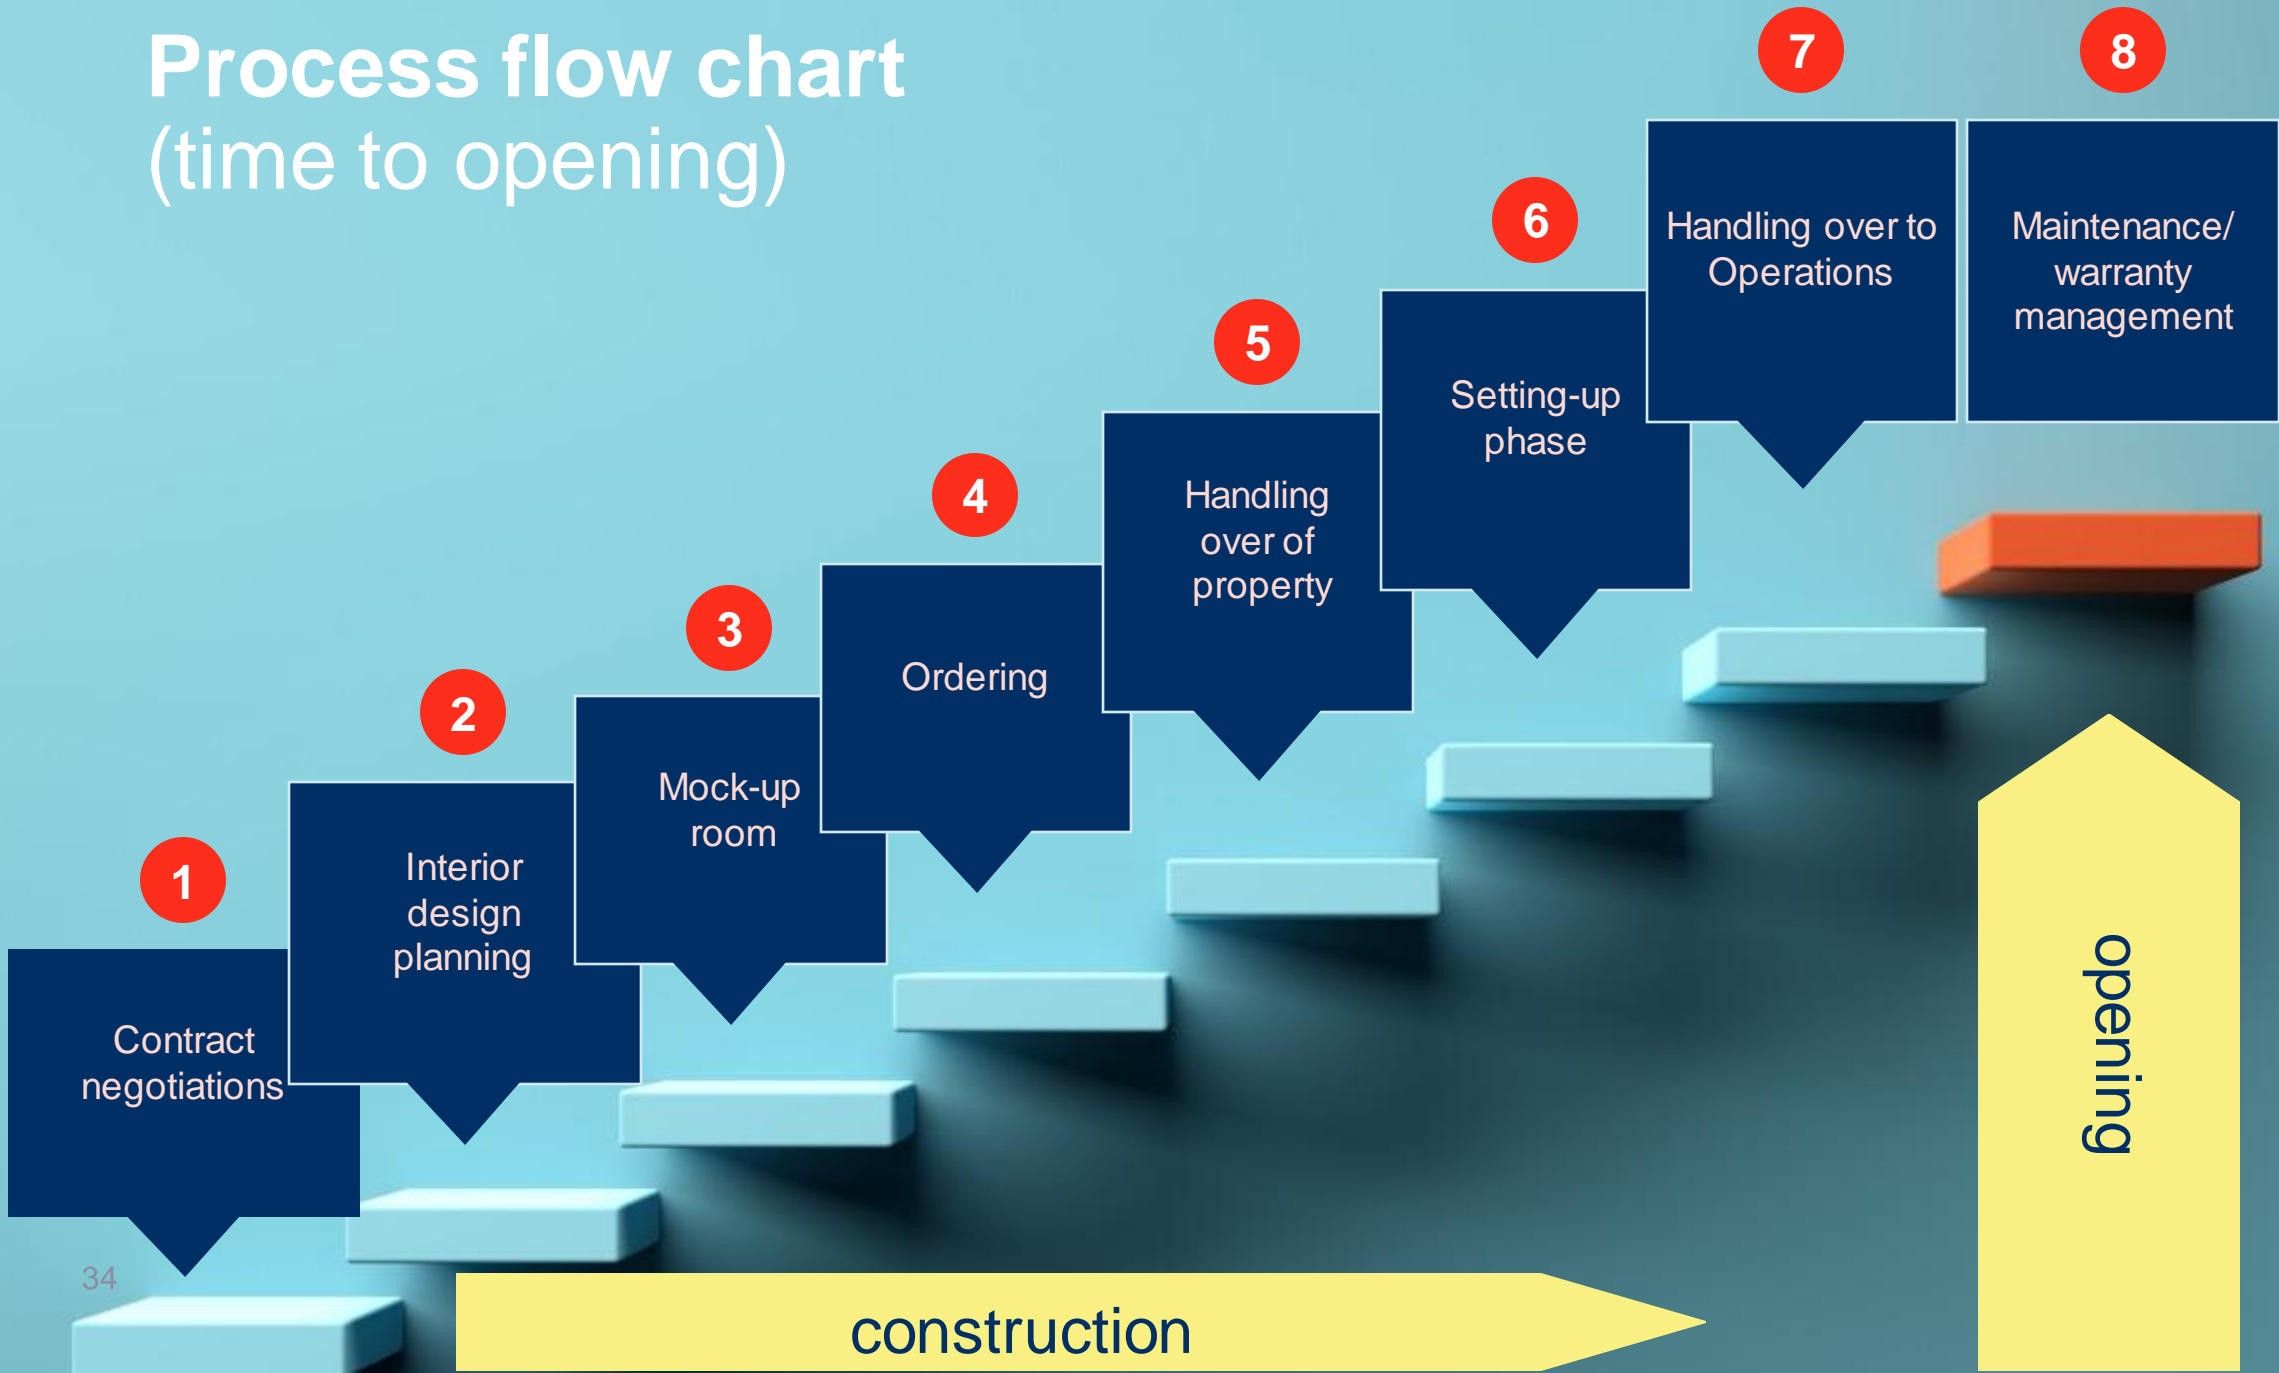 Process flow chart
(time to opening)
1
Contract
negotiations
2
Interior
design
planning
3
Mock-up
room
4
Ordering
5
Handling
over of
property
6
Setting-up
phase
7
Handling over to
Operations
8
Maintenance/
warranty
management
opening
construction
34